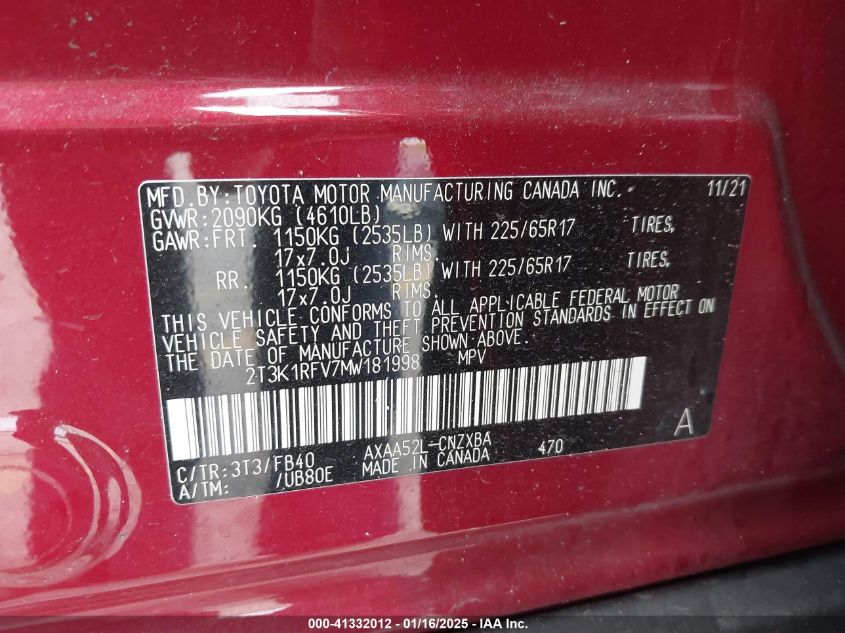 MFD.BY:TOYOTA MOTOR MANUFACTURING CANADA INC. 11/21
GVWR:2090KG (4610LB)
GAWR:FRT. 1150KG (2535LB) WITH 225/65R17 TIRES,
17x7.0J RIMS.
RR. 1150KG (2535LB) WITH 225/65R17 TIRES,
17x7.0J RIMS.
THIS VEHICLE CONFORMS TO ALL APPLICABLE FEDERAL MOTOR
VEHICLE SAFETY AND THEFT PREVENTION STANDARDS IN EFFECT ON
THE DATE OF MANUFACTURE SHOWN ABOVE.
2T3K1RFV7MW181998 MPV
C/TR:3T3/FB40 AXAA52L-CNZXBA 470 A
A/TM: /UB80E MADE IN CANADA
000-41332012 - 01/16/2025 - IAA Inc.